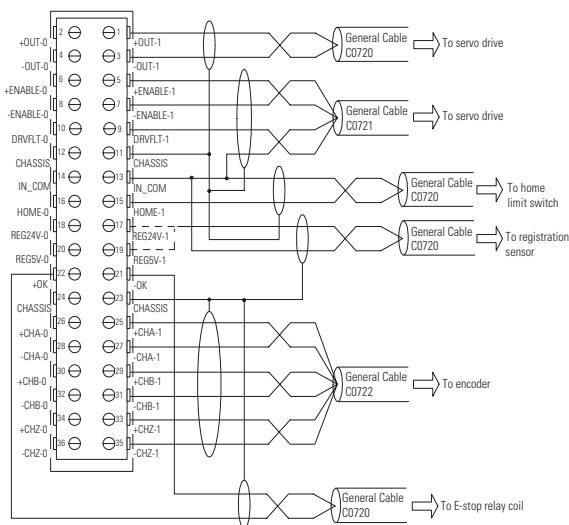 2 1
+OUT-0 +OUT-1
4 3
-OUT-0 -OUT-1
6 5
+ENABLE-0 +ENABLE-1
8 7
-ENABLE-0 -ENABLE-1
10 9
DRVFLT-0 DRVFLT-1
12 11
CHASSIS CHASSIS
14 13
IN_COM IN_COM
16 15
HOME-0 HOME-1
18 17
REG24V-0 REG24V-1
20 19
REG5V-0 REG5V-1
22 21
+OK -OK
24 23
CHASSIS CHASSIS
26 25
+CHA-0 +CHA-1
28 27
-CHA-0 -CHA-1
30 29
+CHB-0 +CHB-1
32 31
-CHB-0 -CHB-1
34 33
+CHZ-0 +CHZ-1
36 35
-CHZ-0 -CHZ-1
General Cable
C0720
To servo drive
General Cable
C0721
To servo drive
General Cable
C0720
To home
limit switch
General Cable
C0720
To registration
sensor
General Cable
C0722
To encoder
General Cable
C0720
To E-stop relay coil